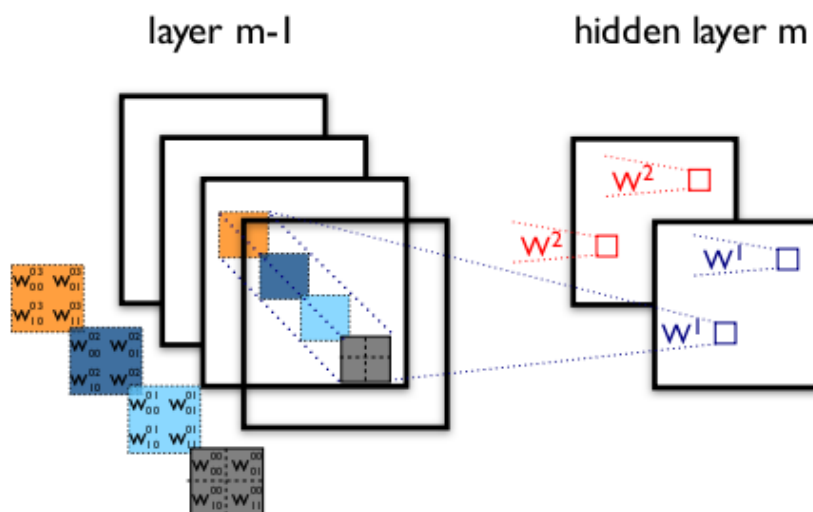 layer m-1
hidden layer m
W²
W²
W¹
W¹
W⁰³₀₀ W⁰³₀₁
W⁰³₁₀ W⁰³₁₁
W⁰²₀₀ W⁰²₀₁
W⁰²₁₀ W⁰²₁₁
W⁰¹₀₀ W⁰¹₀₁
W⁰¹₁₀ W⁰¹₁₁
W⁰⁰₀₀ W⁰⁰₀₁
W⁰⁰₁₀ W⁰⁰₁₁